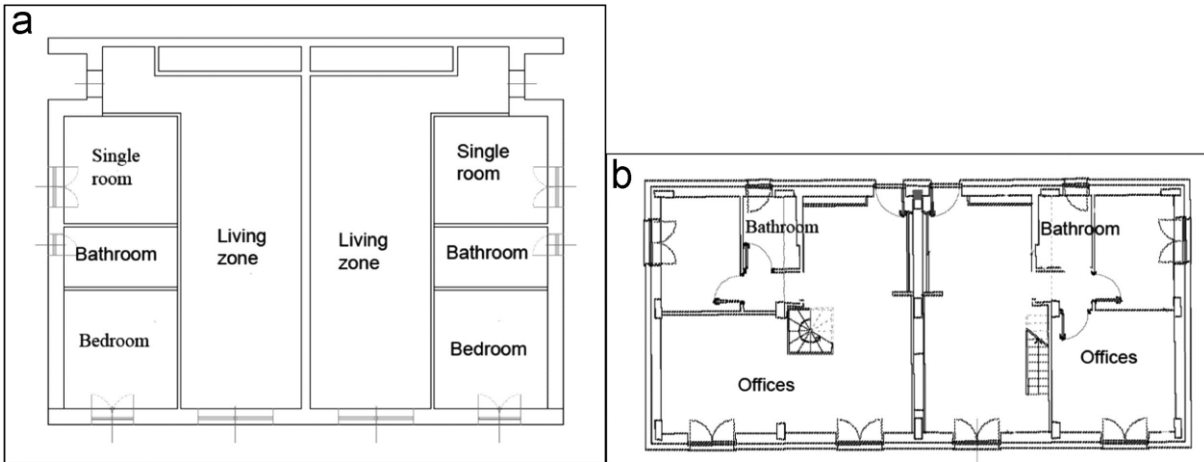 a
Single
room
Bathroom
Bedroom
Living
zone
Living
zone
Single
room
Bathroom
Bedroom
b
Bathroom
Bathroom
Offices
Offices